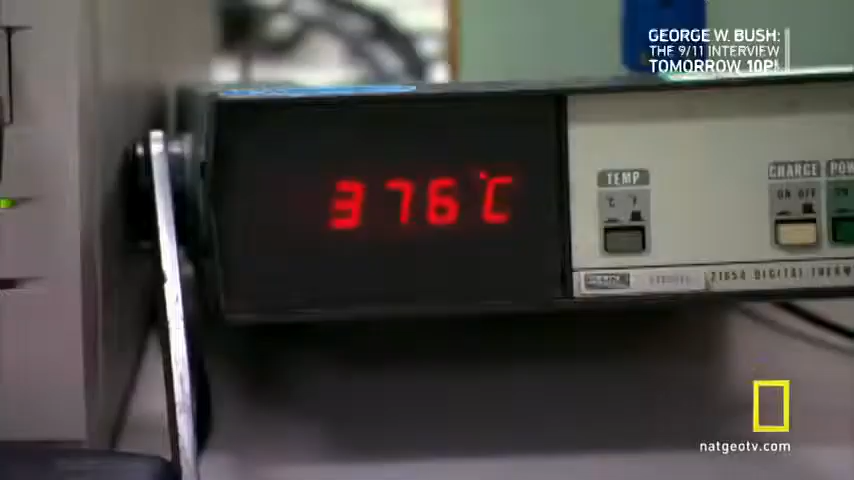 GEORGE W. BUSH:
THE 9/11 INTERVIEW
TOMORROW 10P!
376°C
TEMP
°C °F
CHARGE
ON OFF
2165A DIGITAL THERM
natgeotv.com